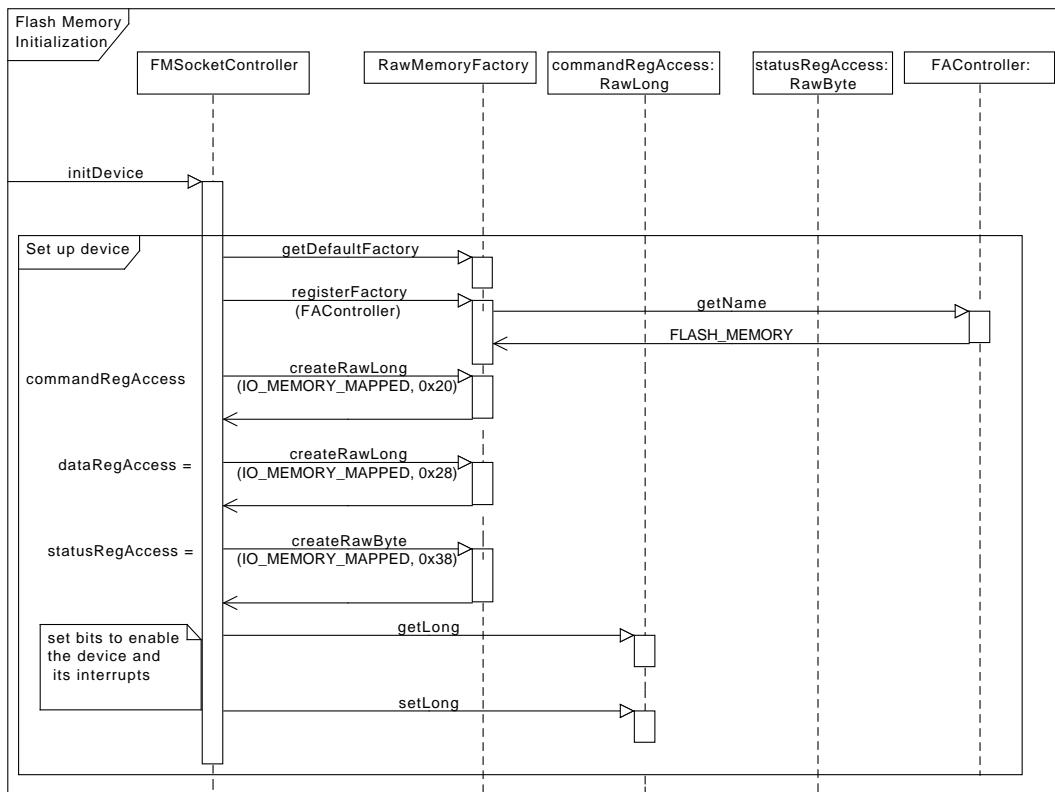 Flash Memory
Initialization
FMSocketController
RawMemoryFactory
commandRegAccess:
RawLong
statusRegAccess:
RawByte
FAController:
initDevice
Set up device
getDefaultFactory
registerFactory
(FAController)
getName
FLASH_MEMORY
commandRegAccess
createRawLong
(IO_MEMORY_MAPPED, 0x20)
dataRegAccess =
createRawLong
(IO_MEMORY_MAPPED, 0x28)
statusRegAccess =
createRawByte
(IO_MEMORY_MAPPED, 0x38)
set bits to enable
the device and
its interrupts
getLong
setLong